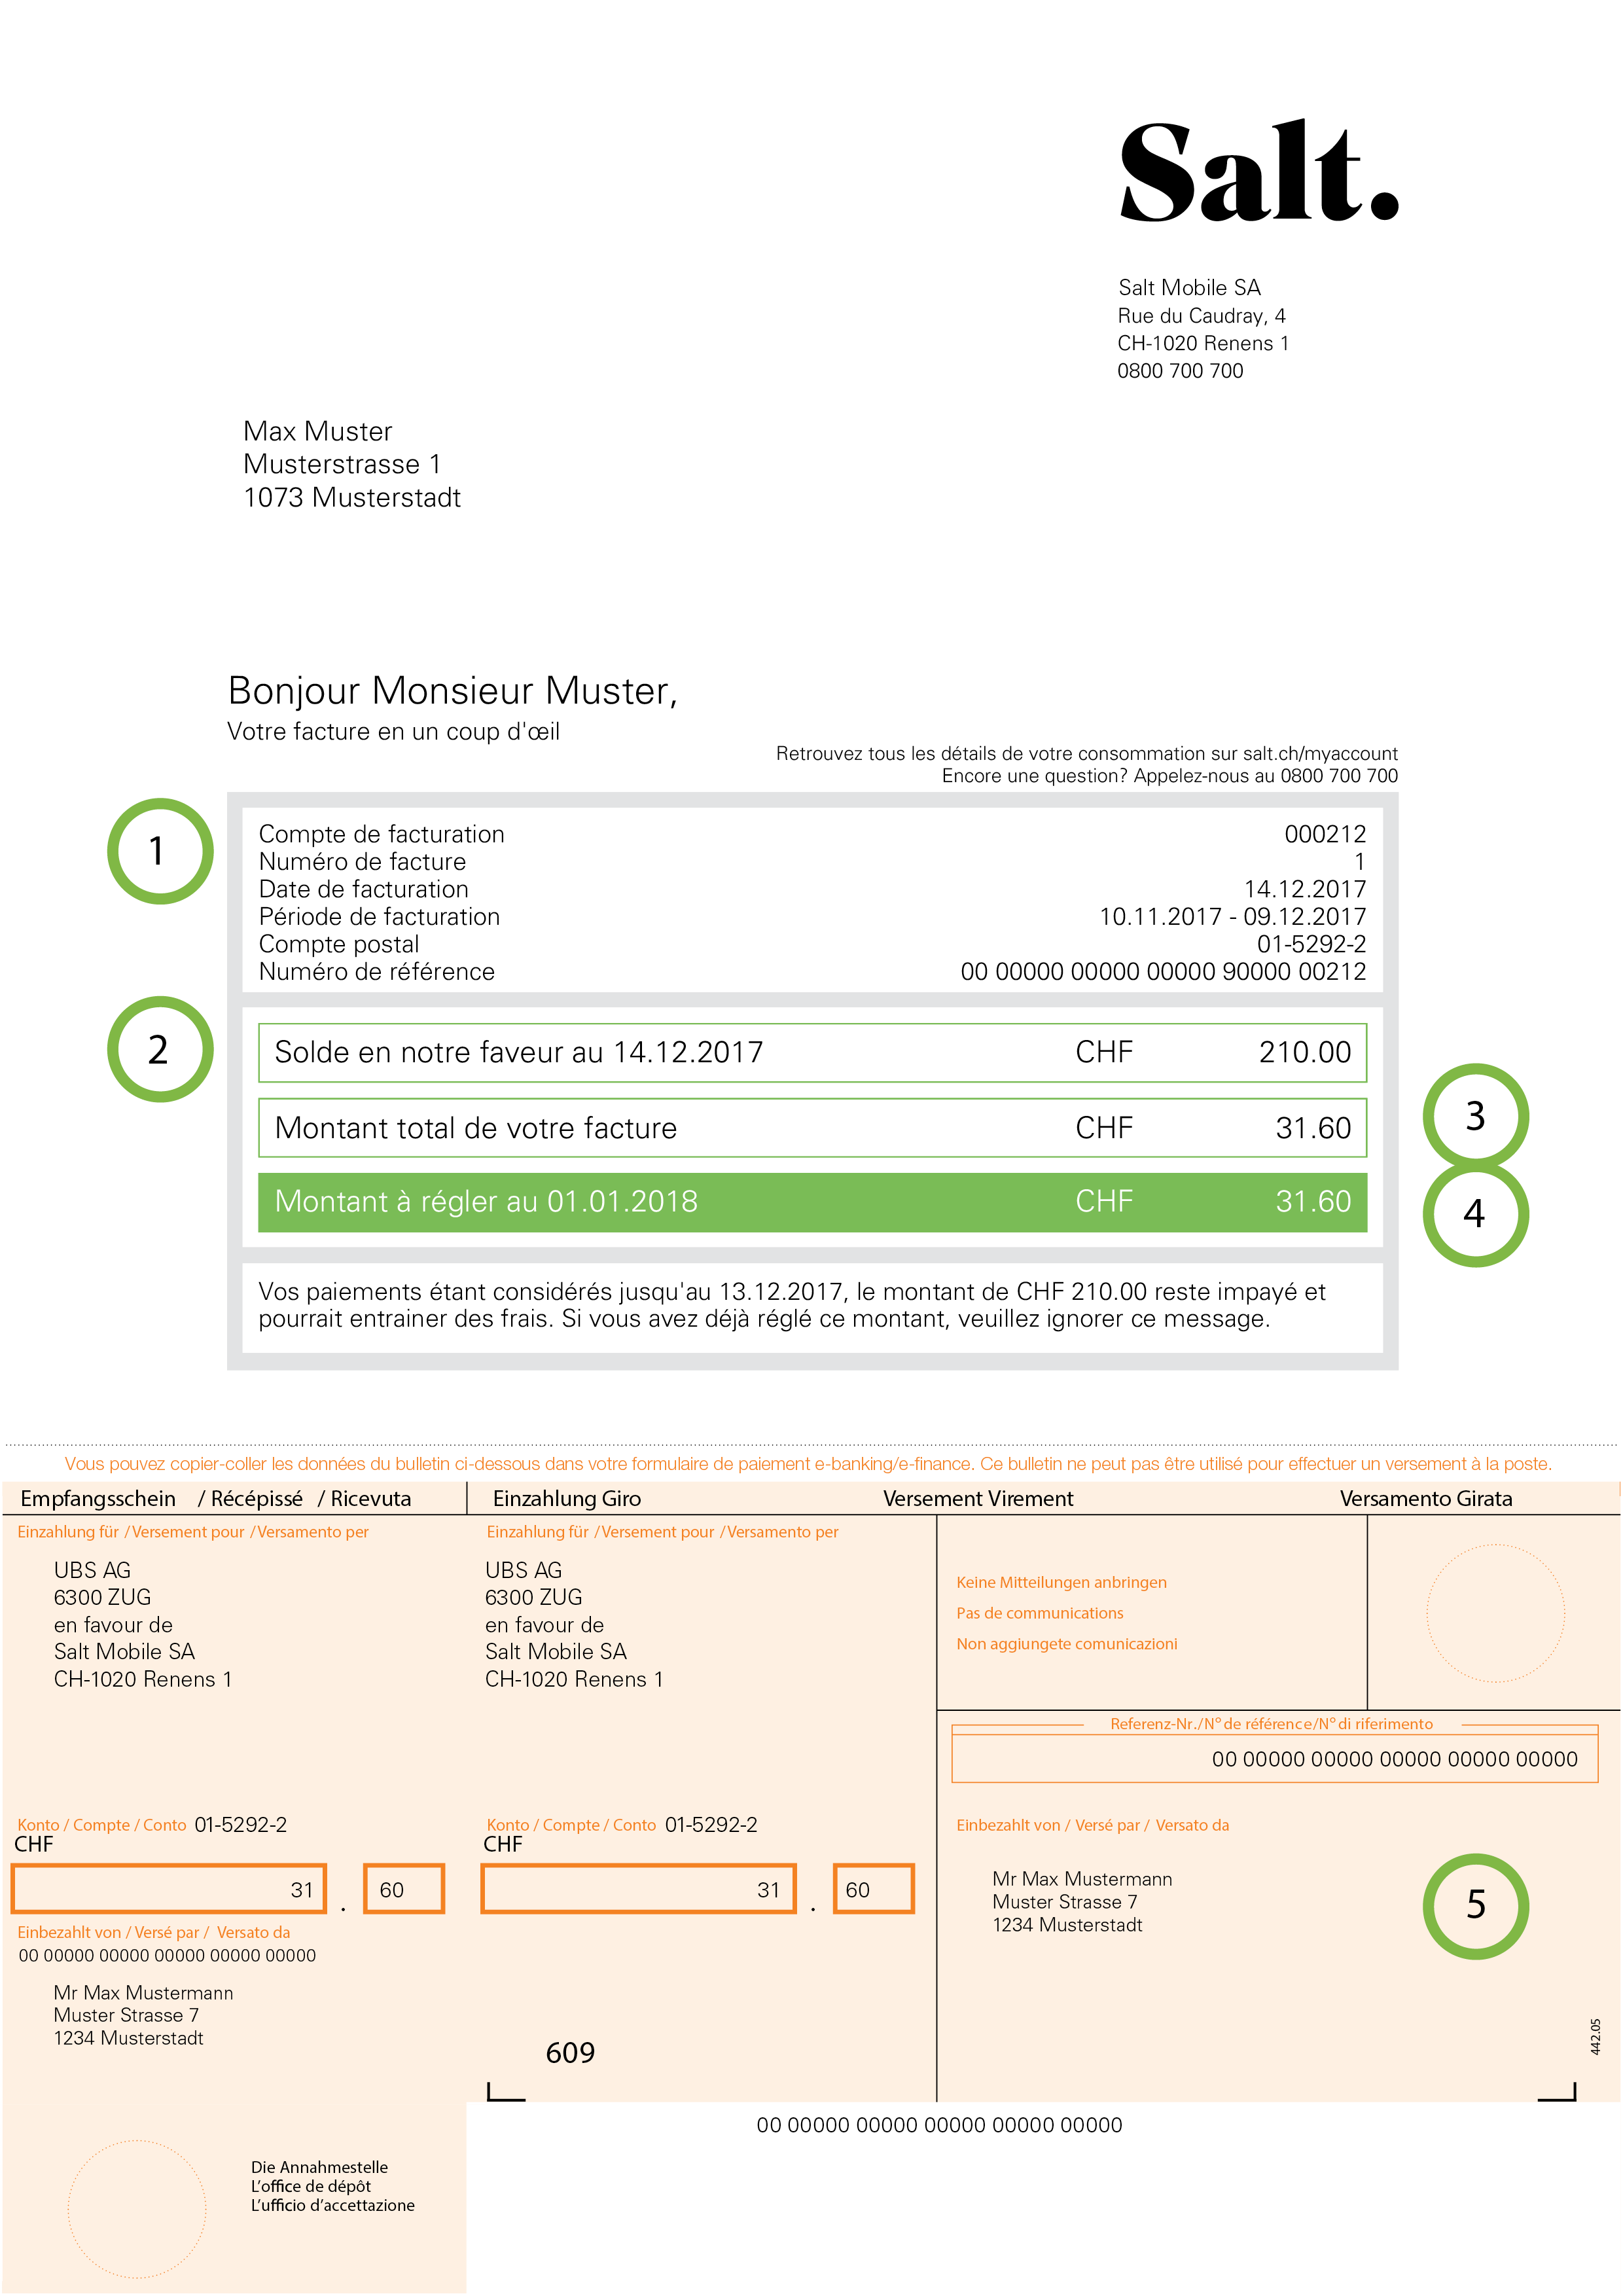 Salt.
Salt Mobile SA
Rue du Caudray, 4
CH-1020 Renens 1
0800 700 700
Max Muster
Musterstrasse 1
1073 Musterstadt
Bonjour Monsieur Muster,
Votre facture en un coup d'œil
Retrouvez tous les détails de votre consommation sur salt.ch/myaccount
Encore une question? Appelez-nous au 0800 700 700
1
Compte de facturation 000212
Numéro de facture 1
Date de facturation 14.12.2017
Période de facturation 10.11.2017 - 09.12.2017
Compte postal 01-5292-2
Numéro de référence 00 00000 00000 00000 90000 00212
2
Solde en notre faveur au 14.12.2017 CHF 210.00
3
Montant total de votre facture CHF 31.60
Montant à régler au 01.01.2018 CHF 31.60
4
Vos paiements étant considérés jusqu'au 13.12.2017, le montant de CHF 210.00 reste impayé et
pourrait entrainer des frais. Si vous avez déjà réglé ce montant, veuillez ignorer ce message.
Vous pouvez copier-coller les données du bulletin ci-dessous dans votre formulaire de paiement e-banking/e-finance. Ce bulletin ne peut pas être utilisé pour effectuer un versement à la poste.
Empfangsschein / Récépissé / Ricevuta
Einzahlung für / Versement pour / Versamento per
UBS AG
6300 ZUG
en favour de
Salt Mobile SA
CH-1020 Renens 1
Konto / Compte / Conto 01-5292-2
CHF
31 . 60
Einbezahlt von / Versé par / Versato da
00 00000 00000 00000 00000 00000
Mr Max Mustermann
Muster Strasse 7
1234 Musterstadt
Die Annahmestelle
L'office de dépôt
L'ufficio d'accettazione
Einzahlung Giro Versement Virement Versamento Girata
Einzahlung für / Versement pour / Versamento per
UBS AG
6300 ZUG
en favour de
Salt Mobile SA
CH-1020 Renens 1
Konto / Compte / Conto 01-5292-2
CHF
31 . 60
609
Keine Mitteilungen anbringen
Pas de communications
Non aggiungete comunicazioni
Referenz-Nr./N° de référence/N° di riferimento
00 00000 00000 00000 00000 00000
Einbezahlt von / Versé par / Versato da
Mr Max Mustermann
Muster Strasse 7
1234 Musterstadt
5
442.05
00 00000 00000 00000 00000 00000